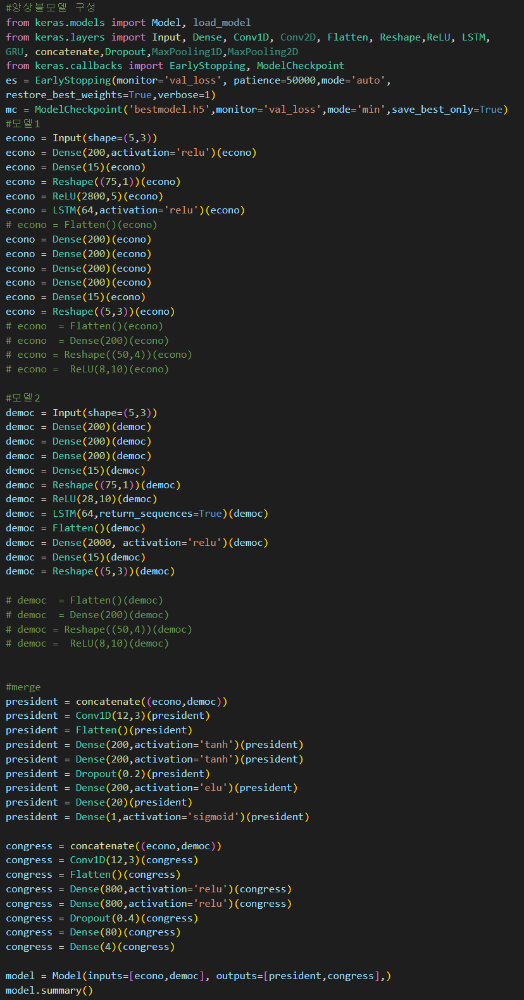 #앙상블모델 구성
from keras.models import Model, load_model
from keras.layers import Input, Dense, Conv1D, Conv2D, Flatten, Reshape,ReLU, LSTM,
GRU, concatenate,Dropout,MaxPooling1D,MaxPooling2D
from keras.callbacks import EarlyStopping, ModelCheckpoint
es = EarlyStopping(monitor='val_loss', patience=50000,mode='auto',
restore_best_weights=True,verbose=1)
mc = ModelCheckpoint('bestmodel.h5',monitor='val_loss',mode='min',save_best_only=True)
#모델1
econo = Input(shape=(5,3))
econo = Dense(200,activation='relu')(econo)
econo = Dense(15)(econo)
econo = Reshape((75,1))(econo)
econo = ReLU(2800,5)(econo)
econo = LSTM(64,activation='relu')(econo)
# econo = Flatten()(econo)
econo = Dense(200)(econo)
econo = Dense(200)(econo)
econo = Dense(200)(econo)
econo = Dense(200)(econo)
econo = Dense(15)(econo)
econo = Reshape((5,3))(econo)
# econo  = Flatten()(econo)
# econo  = Dense(200)(econo)
# econo = Reshape((50,4))(econo)
# econo =  ReLU(8,10)(econo)
#모델2
democ = Input(shape=(5,3))
democ = Dense(200)(democ)
democ = Dense(200)(democ)
democ = Dense(200)(democ)
democ = Dense(15)(democ)
democ = Reshape((75,1))(democ)
democ = ReLU(28,10)(democ)
democ = LSTM(64,return_sequences=True)(democ)
democ = Flatten()(democ)
democ = Dense(2000, activation='relu')(democ)
democ = Dense(15)(democ)
democ = Reshape((5,3))(democ)
# democ  = Flatten()(democ)
# democ  = Dense(200)(democ)
# democ = Reshape((50,4))(democ)
# democ =  ReLU(8,10)(democ)
#merge
president = concatenate((econo,democ))
president = Conv1D(12,3)(president)
president = Flatten()(president)
president = Dense(200,activation='tanh')(president)
president = Dense(200,activation='tanh')(president)
president = Dropout(0.2)(president)
president = Dense(200,activation='elu')(president)
president = Dense(20)(president)
president = Dense(1,activation='sigmoid')(president)
congress = concatenate((econo,democ))
congress = Conv1D(12,3)(congress)
congress = Flatten()(congress)
congress = Dense(800,activation='relu')(congress)
congress = Dense(800,activation='relu')(congress)
congress = Dropout(0.4)(congress)
congress = Dense(80)(congress)
congress = Dense(4)(congress)
model = Model(inputs=[econo,democ], outputs=[president,congress],)
model.summary()